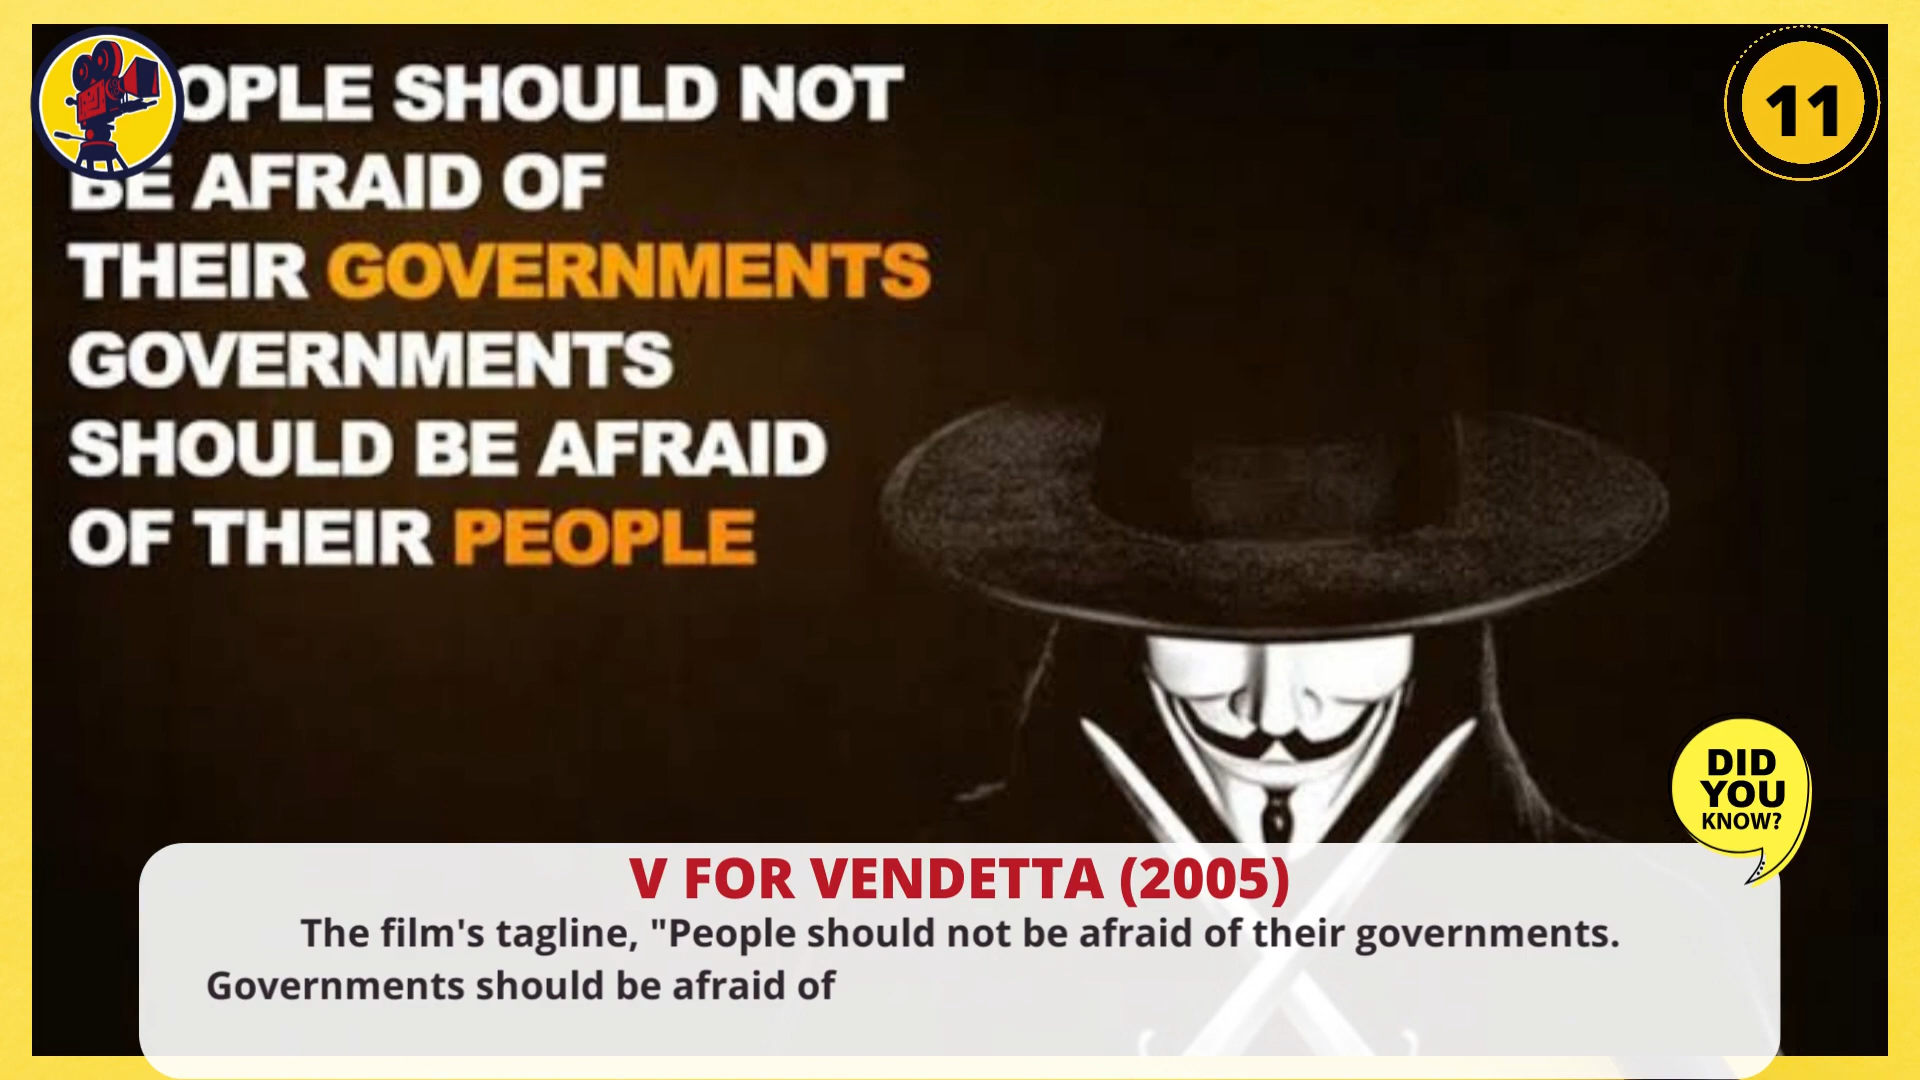 OPLE SHOULD NOT
BE AFRAID OF
THEIR GOVERNMENTS
GOVERNMENTS
SHOULD BE AFRAID
OF THEIR PEOPLE
11
DID
YOU
KNOW?
V FOR VENDETTA (2005)
The film's tagline, "People should not be afraid of their governments.
Governments should be afraid of